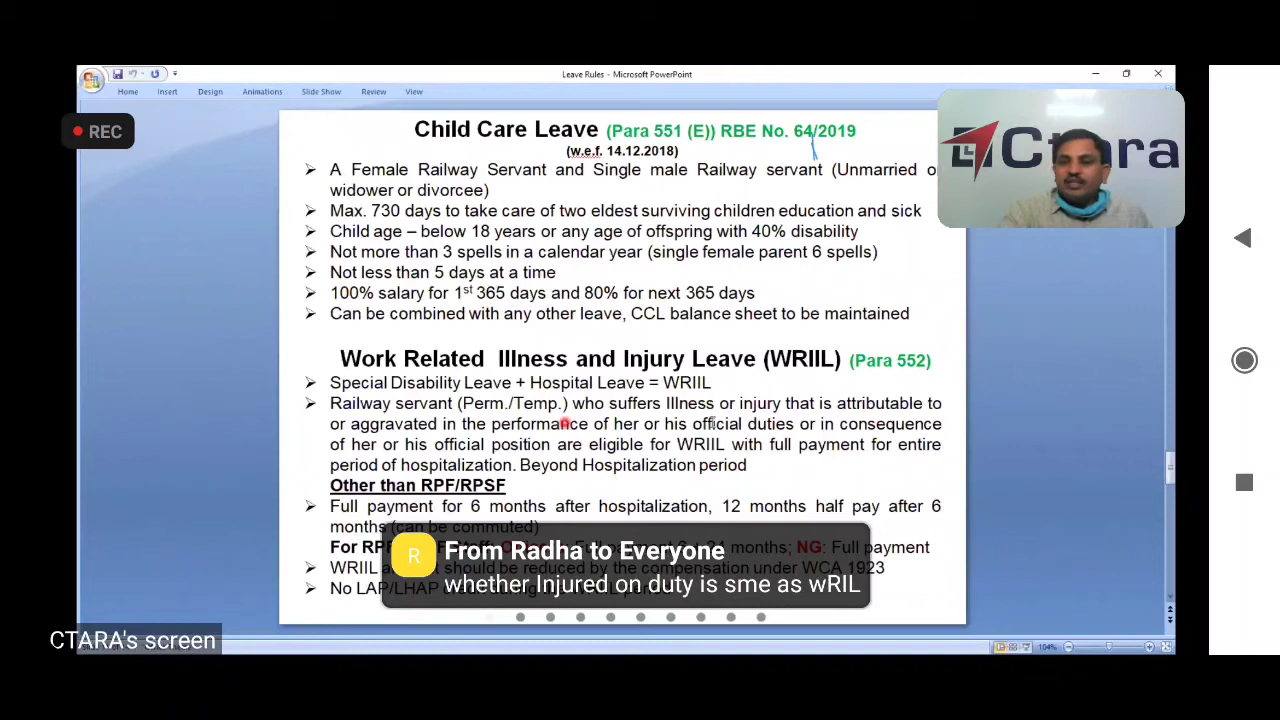 Leave Rules - Microsoft PowerPoint
Home Insert Design Animations Slide Show Review View
REC
Ctara
Child Care Leave (Para 551 (E)) RBE No. 64/2019
(w.e.f. 14.12.2018)
➢ A Female Railway Servant and Single male Railway servant (Unmarried
widower or divorcee)
➢ Max. 730 days to take care of two eldest surviving children education and sick
➢ Child age – below 18 years or any age of offspring with 40% disability
➢ Not more than 3 spells in a calendar year (single female parent 6 spells)
➢ Not less than 5 days at a time
➢ 100% salary for 1st 365 days and 80% for next 365 days
➢ Can be combined with any other leave, CCL balance sheet to be maintained
Work Related Illness and Injury Leave (WRIIL) (Para 552)
➢ Special Disability Leave + Hospital Leave = WRIIL
➢ Railway servant (Perm./Temp.) who suffers Illness or injury that is attributable to
or aggravated in the performance of her or his official duties or in consequence
of her or his official position are eligible for WRIIL with full payment for entire
period of hospitalization. Beyond Hospitalization period
Other than RPF/RPSF
➢ Full payment for 6 months after hospitalization, 12 months half pay after 6
months (can be commuted)
For months; NG: Full payment
➢ WRIIL should be reduced by the compensation under WCA 1923
➢ No LAP/LHAP
R
From Radha to Everyone
whether Injured on duty is sme as wRIL
CTARA's screen
104%